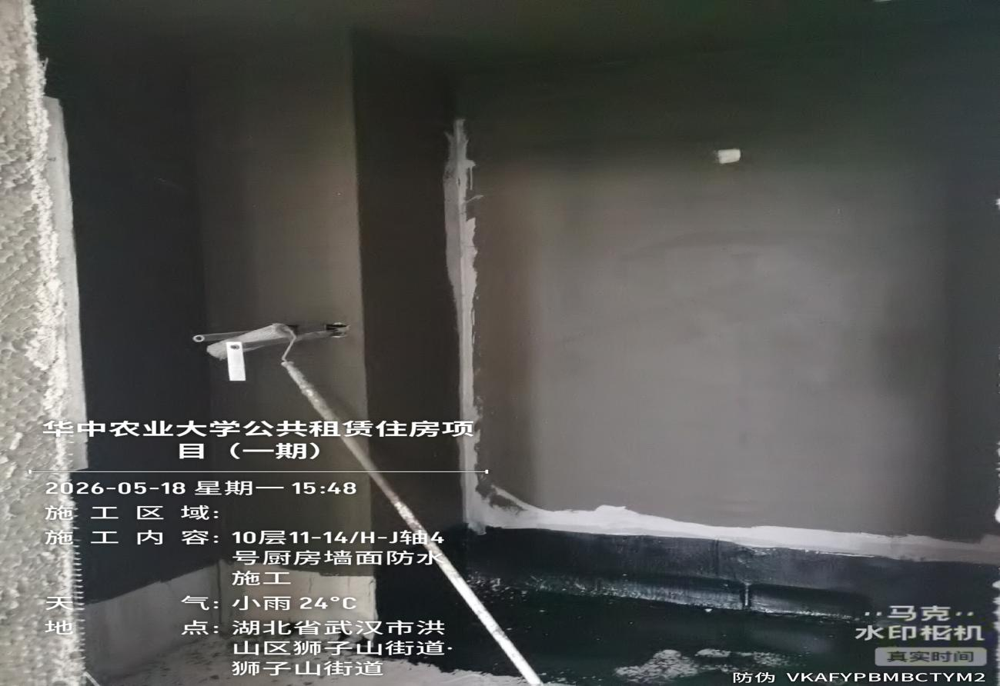 华中农业大学公共租赁住房项
目（一期）
2026-05-18 星期一 15:48
施工区域：
施工内容：10层11-14/H-J轴4
号厨房墙面防水
施工
天气：小雨 24°C
地点：湖北省武汉市洪
山区狮子山街道·
狮子山街道
马克
水印相机
真实时间
防伪 VKAFYPBMBCTYM2